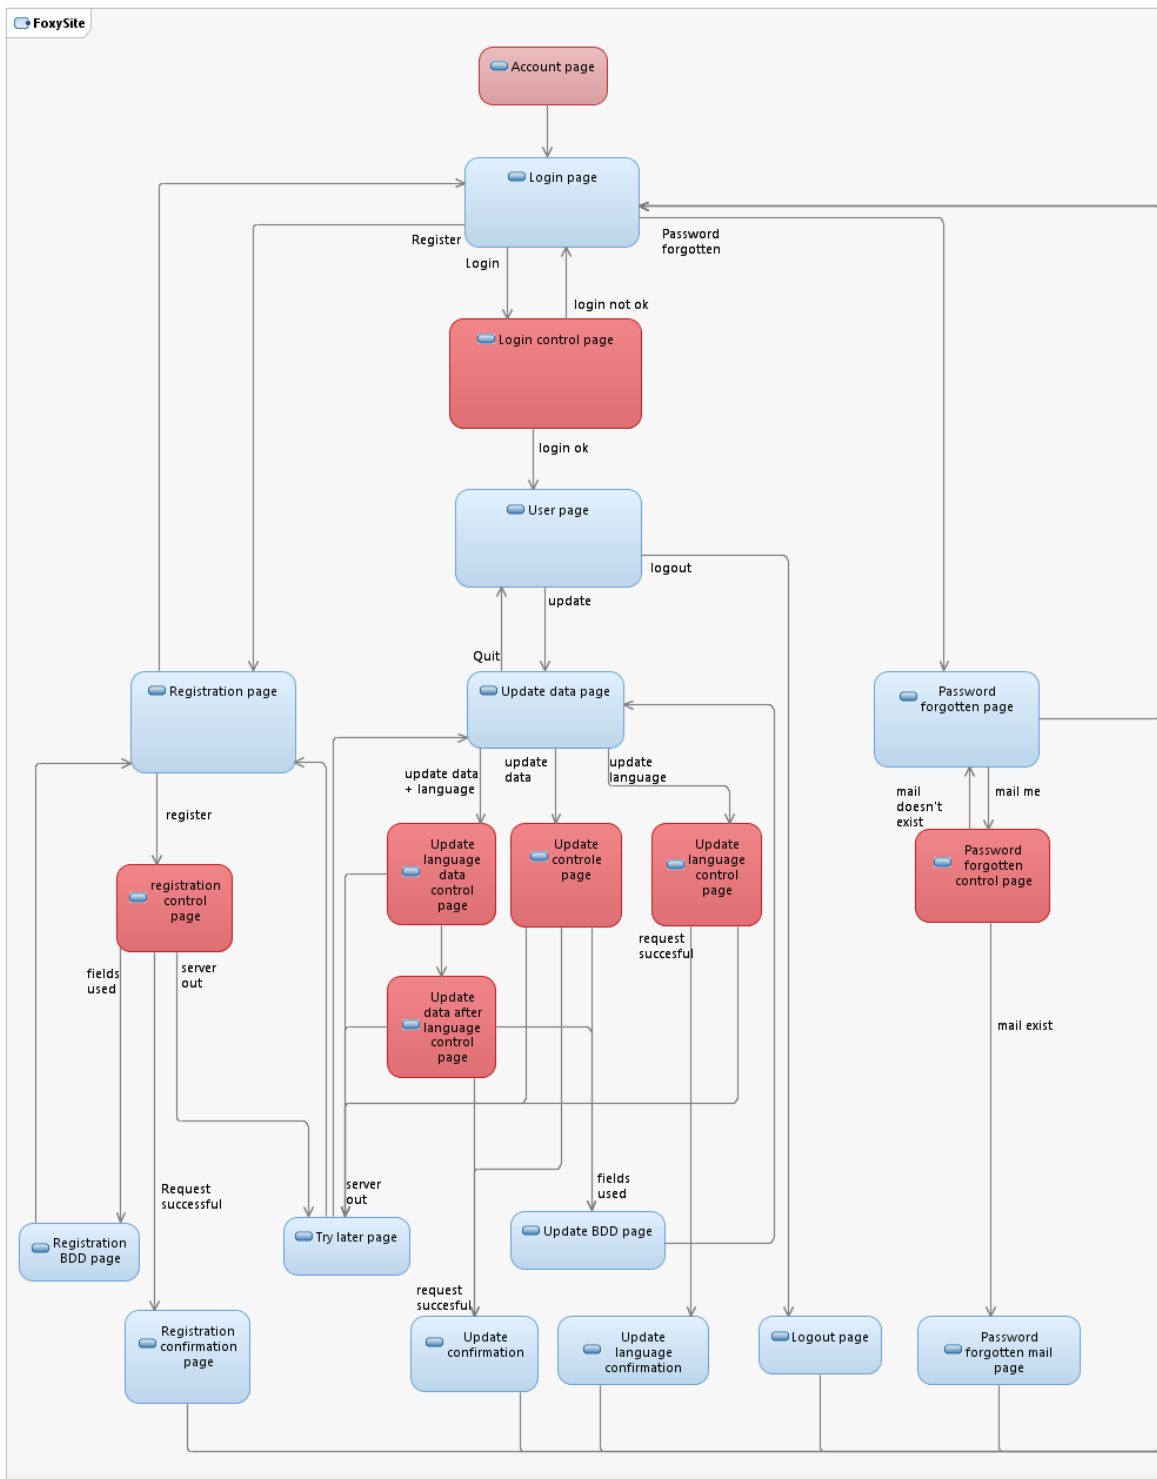 FoxySite
Account page
Login page
Register
Password
forgotten
Login
login not ok
Login control page
login ok
User page
logout
update
Quit
Registration page
Update data page
Password
forgotten page
update data
+ language
update
data
update
language
mail
doesn't
exist
mail me
register
Update
language
data
control
page
Update
controle
page
Update
language
control
page
Password
forgotten
control page
registration
control
page
request
succesful
fields
used
server
out
Update
data after
language
control
page
mail exist
Request
successful
server
out
fields
used
Registration
BDD page
Try later page
Update BDD page
request
succesful
Registration
confirmation
page
Update
confirmation
Update
language
confirmation
Logout page
Password
forgotten mail
page